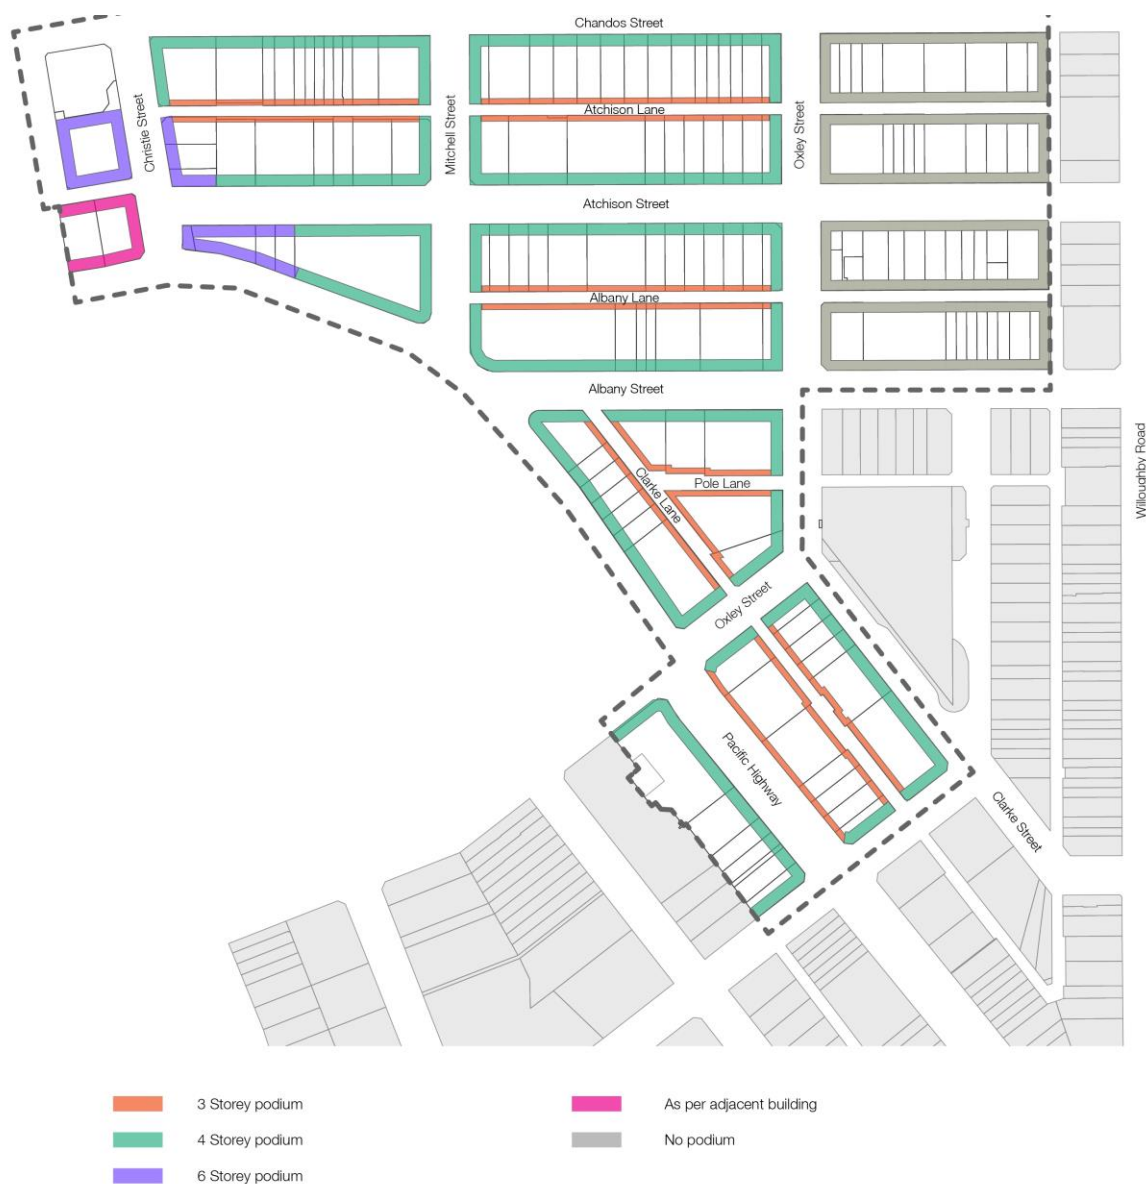 Chandos Street
Christie Street
Mitchell Street
Atchison Lane
Oxley Street
Atchison Street
Albany Lane
Albany Street
Willoughby Road
Clarke Lane
Pole Lane
Oxley Street
Pacific Highway
Clarke Street
3 Storey podium
As per adjacent building
4 Storey podium
No podium
6 Storey podium